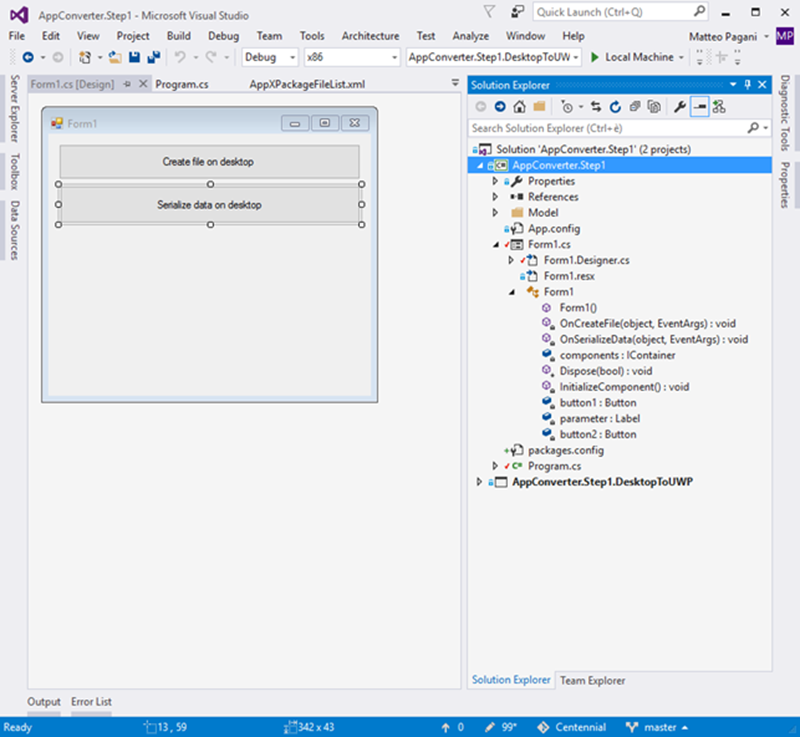 AppConverter.Step1 - Microsoft Visual Studio
Quick Launch (Ctrl+Q)
File Edit View Project Build Debug Team Tools Architecture Test Analyze Window Help
Matteo Pagani MP
Debug x86 AppConverter.Step1.DesktopToUW Local Machine
Server Explorer
Toolbox
Data Sources
Form1.cs [Design] Program.cs AppXPackageFileList.xml
Form1
Create file on desktop
Serialize data on desktop
Solution Explorer
Search Solution Explorer (Ctrl+è)
Solution 'AppConverter.Step1' (2 projects)
AppConverter.Step1
Properties
References
Model
App.config
Form1.cs
Form1.Designer.cs
Form1.resx
Form1
Form1()
OnCreateFile(object, EventArgs) : void
OnSerializeData(object, EventArgs) : void
components : IContainer
Dispose(bool) : void
InitializeComponent() : void
button1 : Button
parameter : Label
button2 : Button
packages.config
Program.cs
AppConverter.Step1.DesktopToUWP
Solution Explorer Team Explorer
Diagnostic Tools
Properties
Output Error List
Ready 13 , 59 342 x 43 0 99* Centennial master